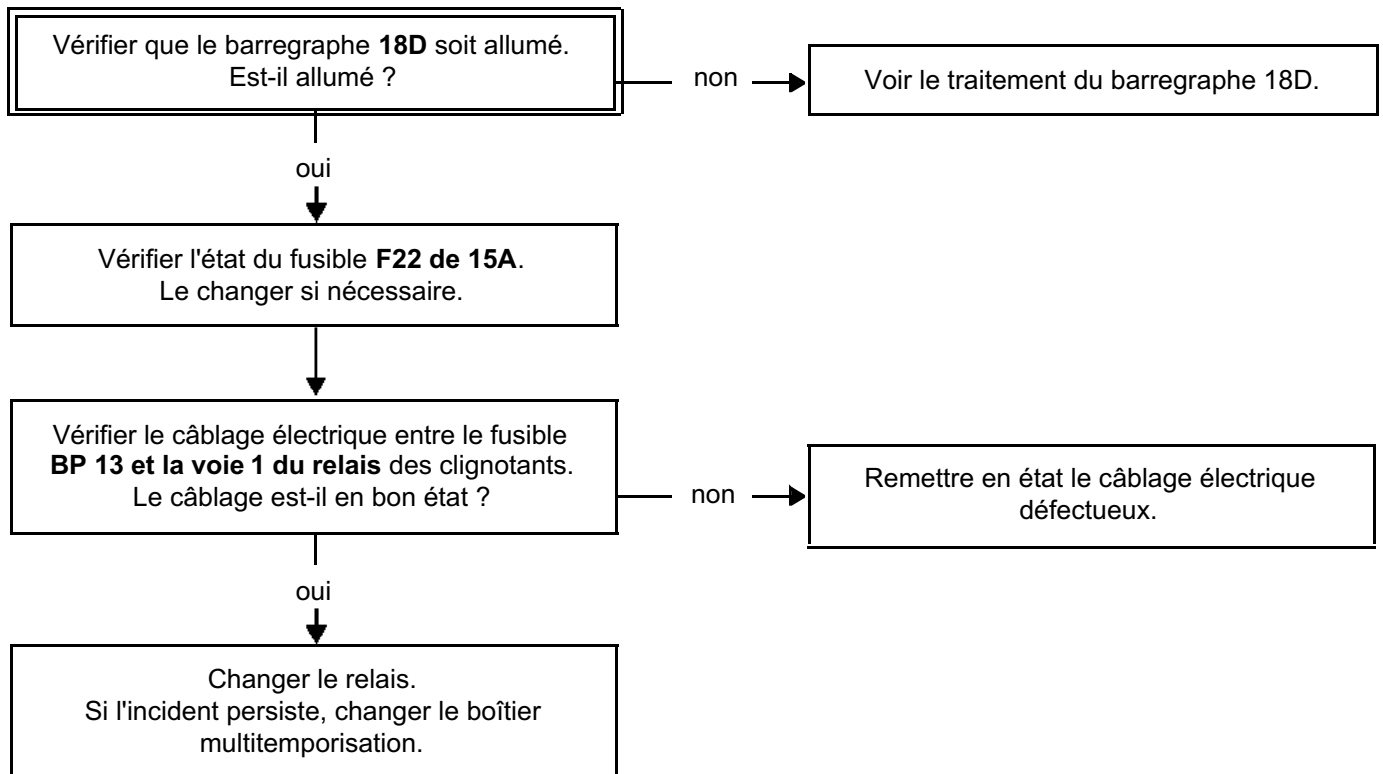 Vérifier que le barregraphe 18D soit allumé.
Est-il allumé ?
non
Voir le traitement du barregraphe 18D.
oui
Vérifier l'état du fusible F22 de 15A.
Le changer si nécessaire.
Vérifier le câblage électrique entre le fusible
BP 13 et la voie 1 du relais des clignotants.
Le câblage est-il en bon état ?
non
Remettre en état le câblage électrique
défectueux.
oui
Changer le relais.
Si l'incident persiste, changer le boîtier
multitemporisation.